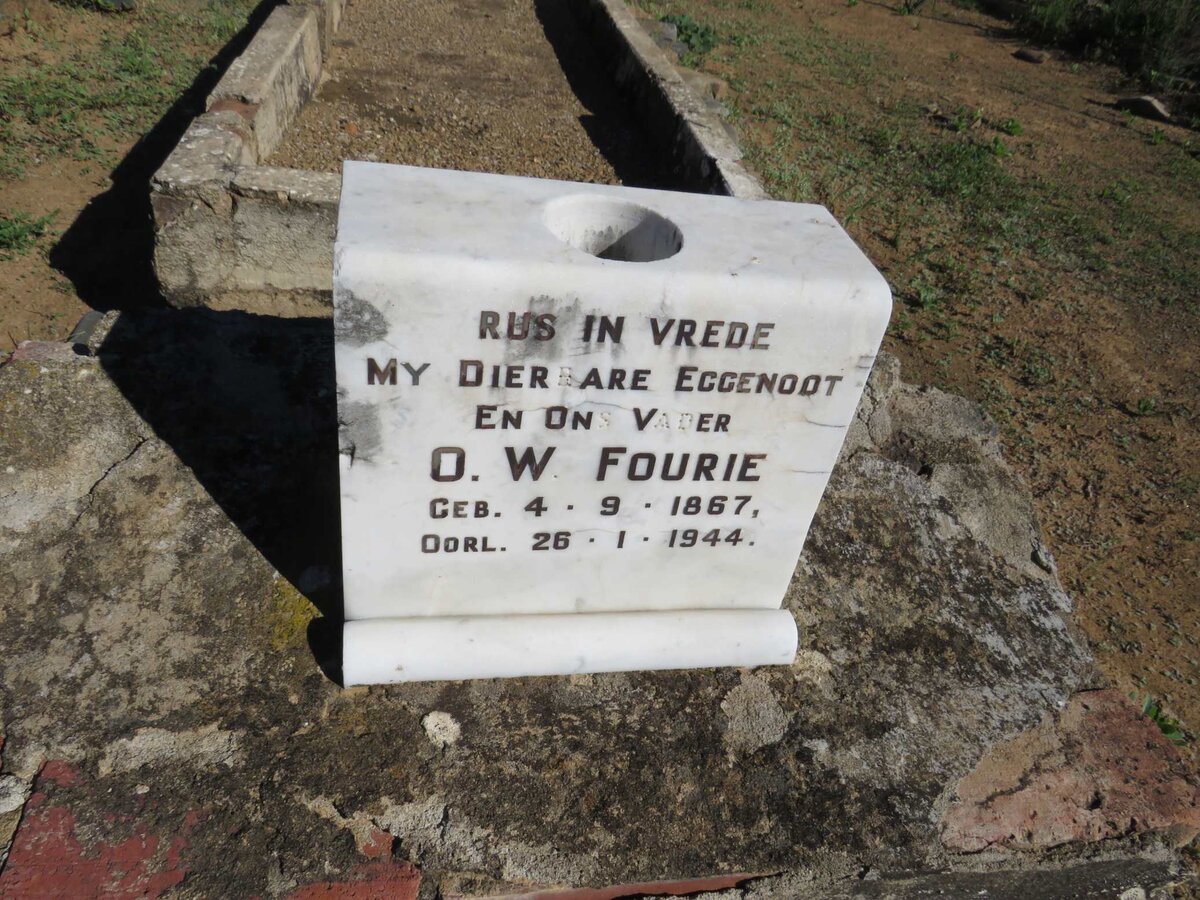 RUS IN VREDE
MY DIERBARE EGGENOOT
EN ONS VADER
O. W. FOURIE
GEB. 4 · 9 · 1867,
OORL. 26 · 1 · 1944.